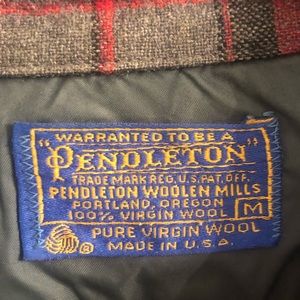 WARRANTED TO BE A
"PENDLETON"
TRADE MARK REG. U.S. PAT. OFF.
PENDLETON WOOLEN MILLS
PORTLAND, OREGON
100% VIRGIN WOOL M
PURE VIRGIN WOOL
® MADE IN U.S.A.